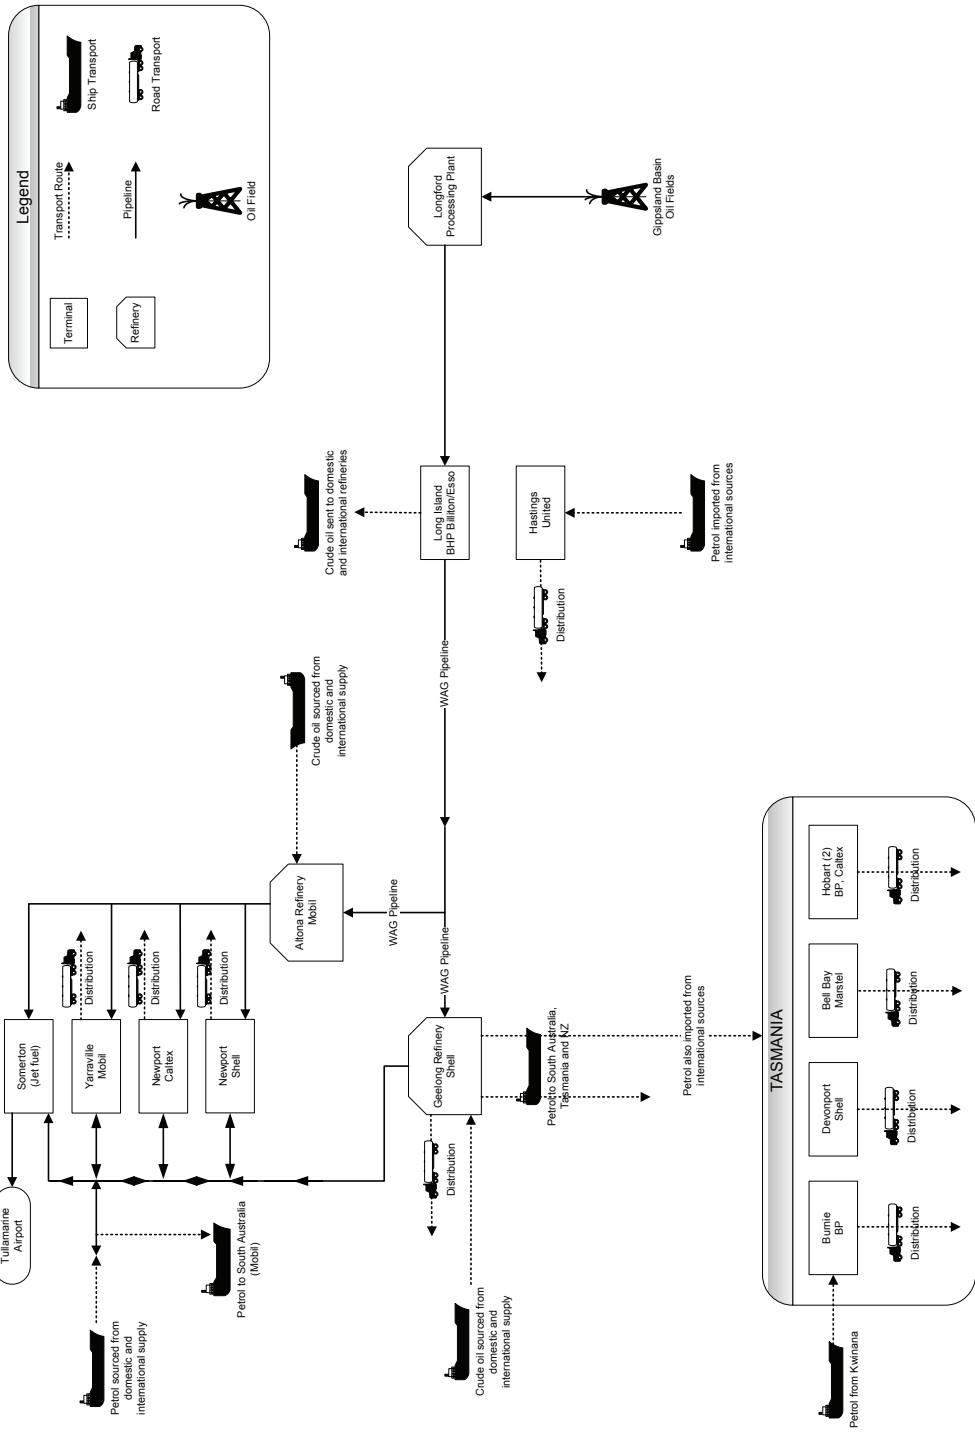 Legend
Terminal
Refinery
Transport Route
Pipeline
Oil Field
Ship Transport
Road Transport
Tullamarine
Airport
Somerton
(Jet fuel)
Yarraville
Mobil
Newport
Caltex
Newport
Shell
Distribution
Distribution
Distribution
Petrol sourced from
domestic and
international supply
Petrol to South Australia
(Mobil)
Altona Refinery
Mobil
Crude oil sourced from
domestic and
international supply
Crude oil sent to domestic
and international refineries
WAG Pipeline
WAG Pipeline
WAG Pipeline
Geelong Refinery
Shell
Distribution
Crude oil sourced from
domestic and
international supply
Petrol to South Australia,
Tasmania and NZ
Long Island
BHP Billiton/Esso
Longford
Processing Plant
Gippsland Basin
Oil Fields
Hastings
United
Distribution
Petrol imported from
international sources
Petrol also imported from
international sources
TASMANIA
Burnie
BP
Devonport
Shell
Bell Bay
Marstel
Hobart (2)
BP, Caltex
Distribution
Distribution
Distribution
Distribution
Petrol from Kwinana